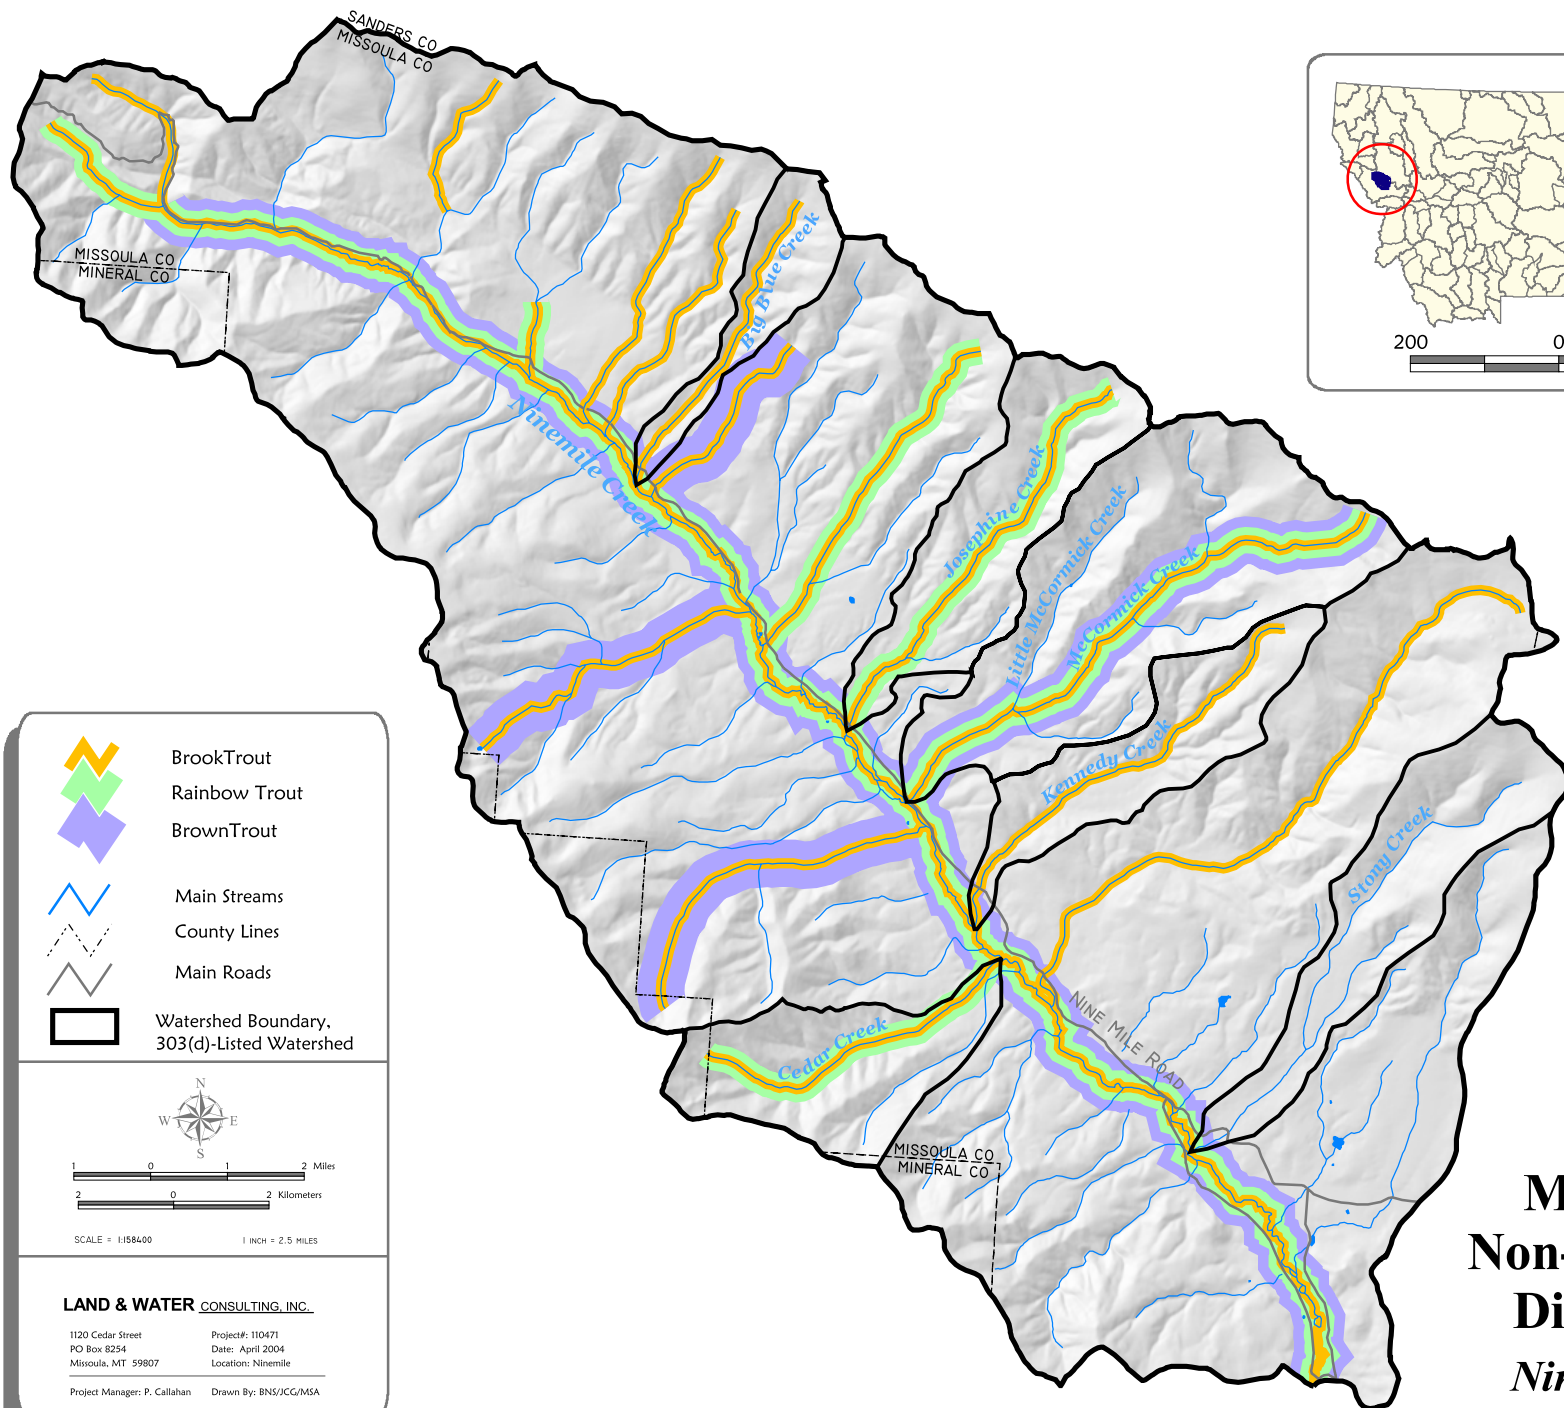 SANDERS CO
MISSOULA CO
MISSOULA CO
MINERAL CO
Big Blue Creek
Ninemile Creek
Josephine Creek
Little McCormick Creek
McCormick Creek
Kennedy Creek
Stony Creek
Cedar Creek
NINE MILE ROAD
MISSOULA CO
MINERAL CO
200
0
BrookTrout
Rainbow Trout
BrownTrout
Main Streams
County Lines
Main Roads
Watershed Boundary,
303(d)-Listed Watershed
N
W E
S
1 0 1 2 Miles
2 0 2 Kilometers
SCALE = 1:158400 1 INCH = 2.5 MILES
LAND & WATER CONSULTING, INC.
1120 Cedar Street Project#: 110471
PO Box 8254 Date: April 2004
Missoula, MT 59807 Location: Ninemile
Project Manager: P. Callahan Drawn By: BNS/JCG/MSA
M
Non-
Di
Nin